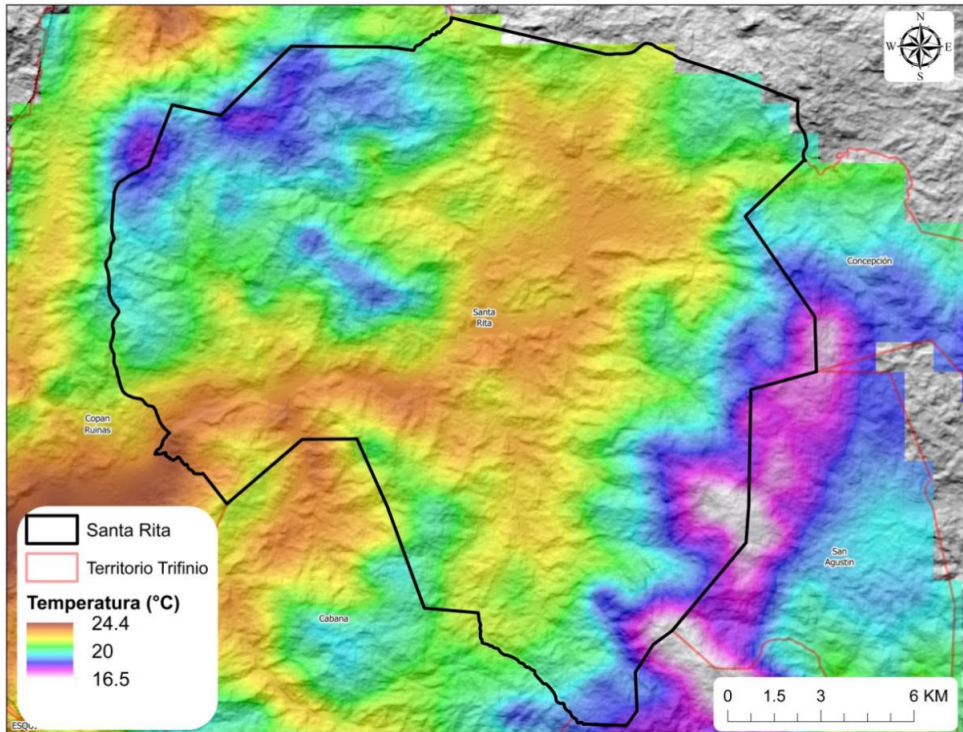 N
W E
S
Concepción
Santa
Rita
Copan
Ruinas
San
Agustin
Cabana
Santa Rita
Territorio Trifinio
Temperatura (°C)
24.4
20
16.5
0 1.5 3 6 KM